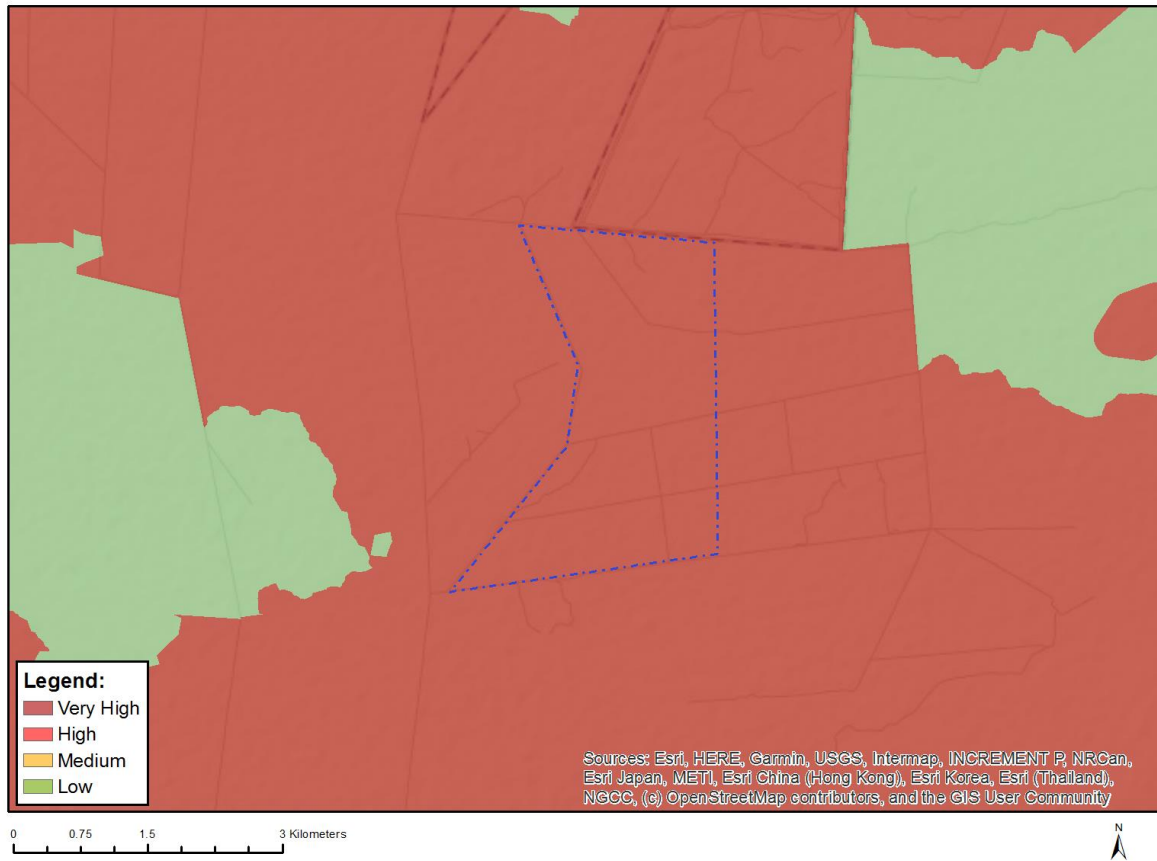 Legend:
Very High
High
Medium
Low
Sources: Esri, HERE, Garmin, USGS, Intermap, INCREMENT P, NRCan,
Esri Japan, METI, Esri China (Hong Kong), Esri Korea, Esri (Thailand),
NGCC, (c) OpenStreetMap contributors, and the GIS User Community
0 0.75 1.5 3 Kilometers
N